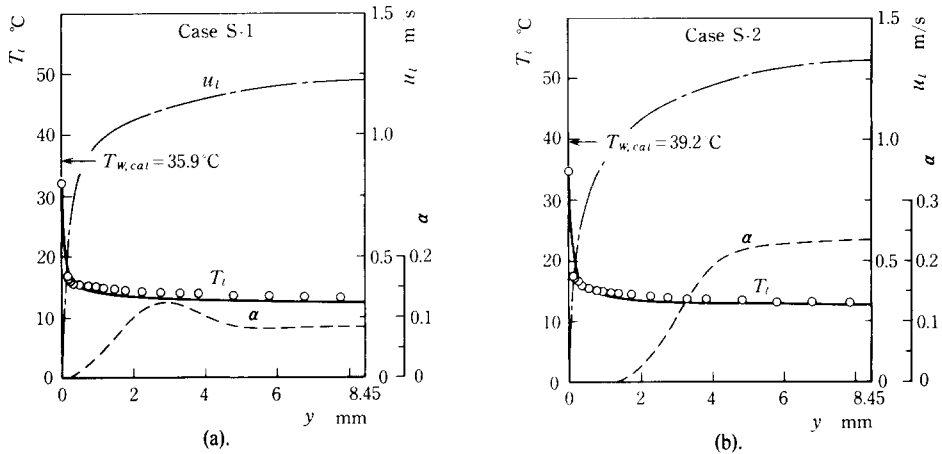 Case S-1
T_l °C
50
40
30
20
10
0
u_l
T_{W,cal} = 35.9 °C
T_l
α
1.5
m/s
u_l
1.0
0.5
0
α
0.2
0.1
0
0 2 4 6 8.45
y mm
(a).
Case S-2
T_l °C
50
40
30
20
10
0
T_{W,cal} = 39.2 °C
α
T_l
1.5
m/s
u_l
1.0
0.5
0
α
0.3
0.2
0.1
0
0 2 4 6 8.45
y mm
(b).